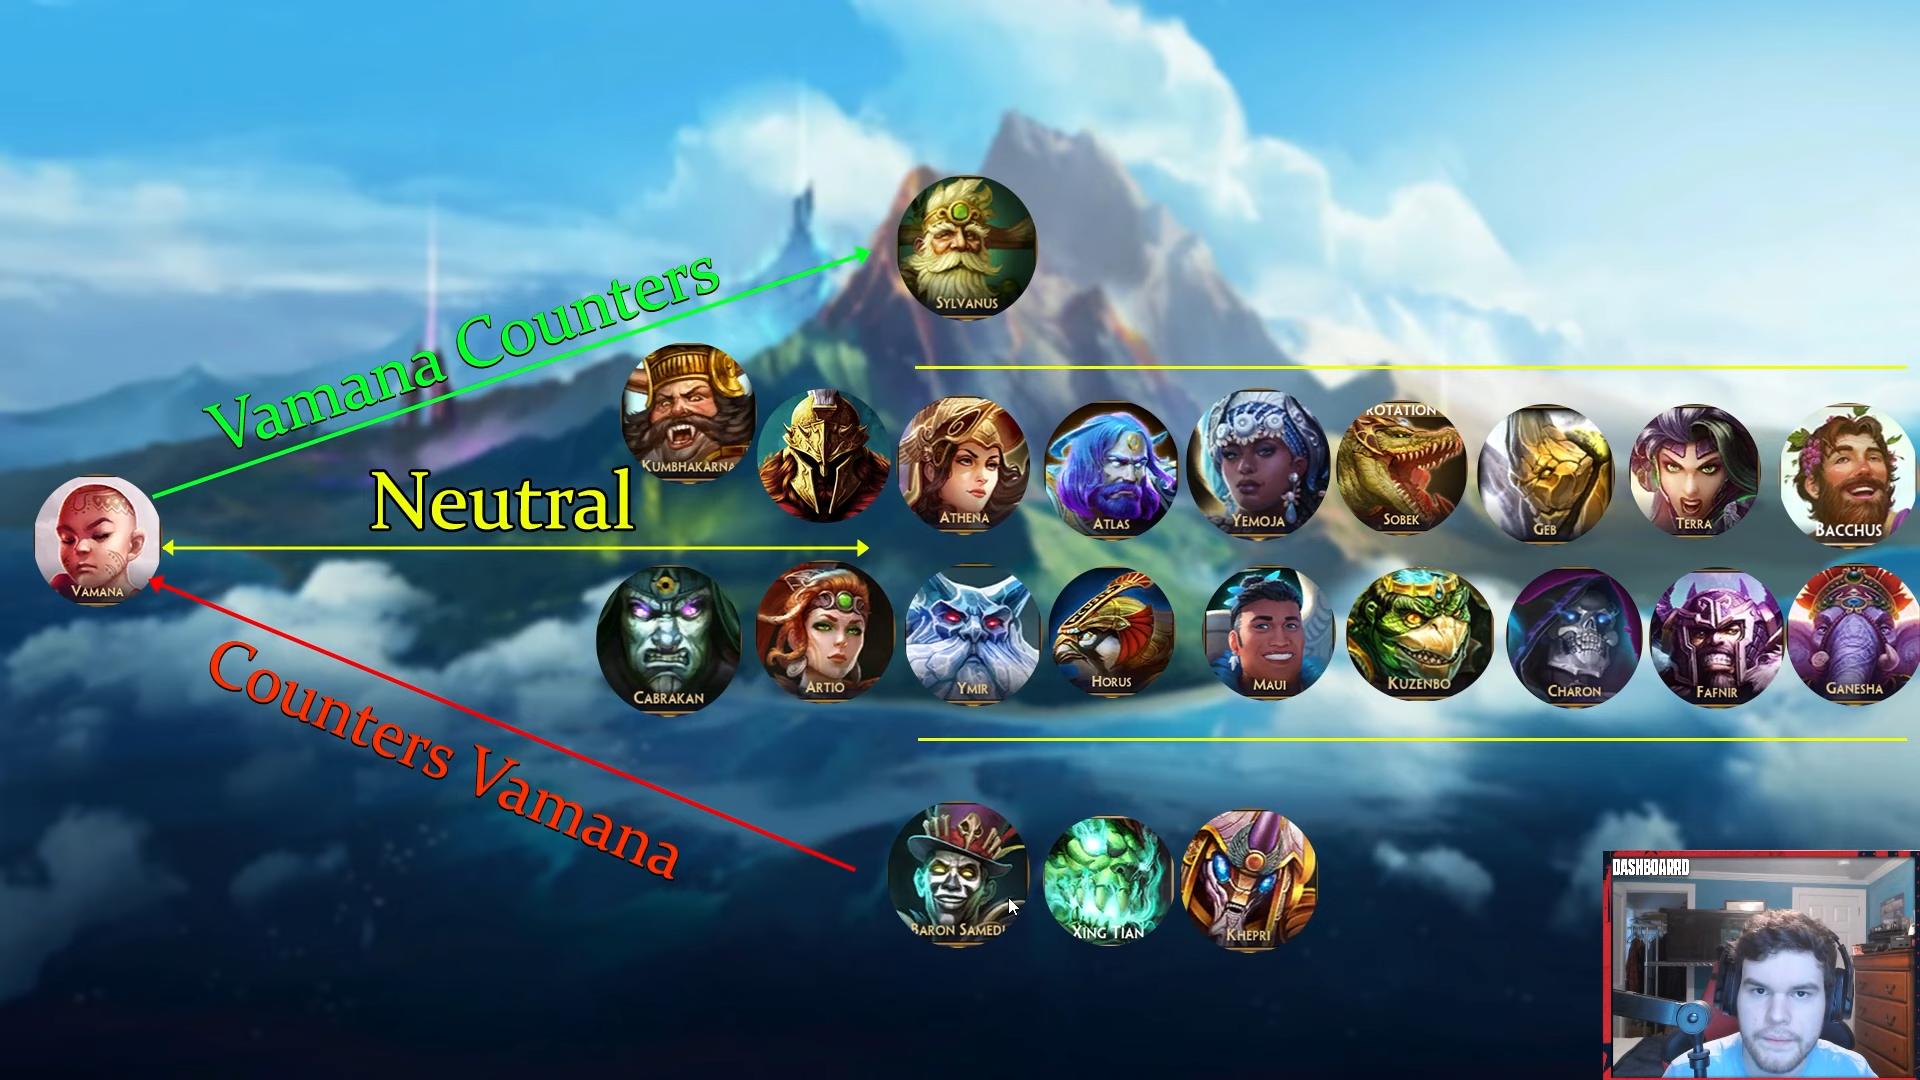 SYLVANUS
Vamana Counters
KUMBHAKARNA
ROTATION
ATHENA
ATLAS
YEMOJA
SOBEK
GEB
TERRA
BACCHUS
Neutral
VAMANA
CABRAKAN
ARTIO
YMIR
HORUS
MAUI
KUZENBO
CHARON
FAFNIR
GANESHA
Counters Vamana
BARON SAMEDI
XING TIAN
KHEPRI
DASHBOARRD